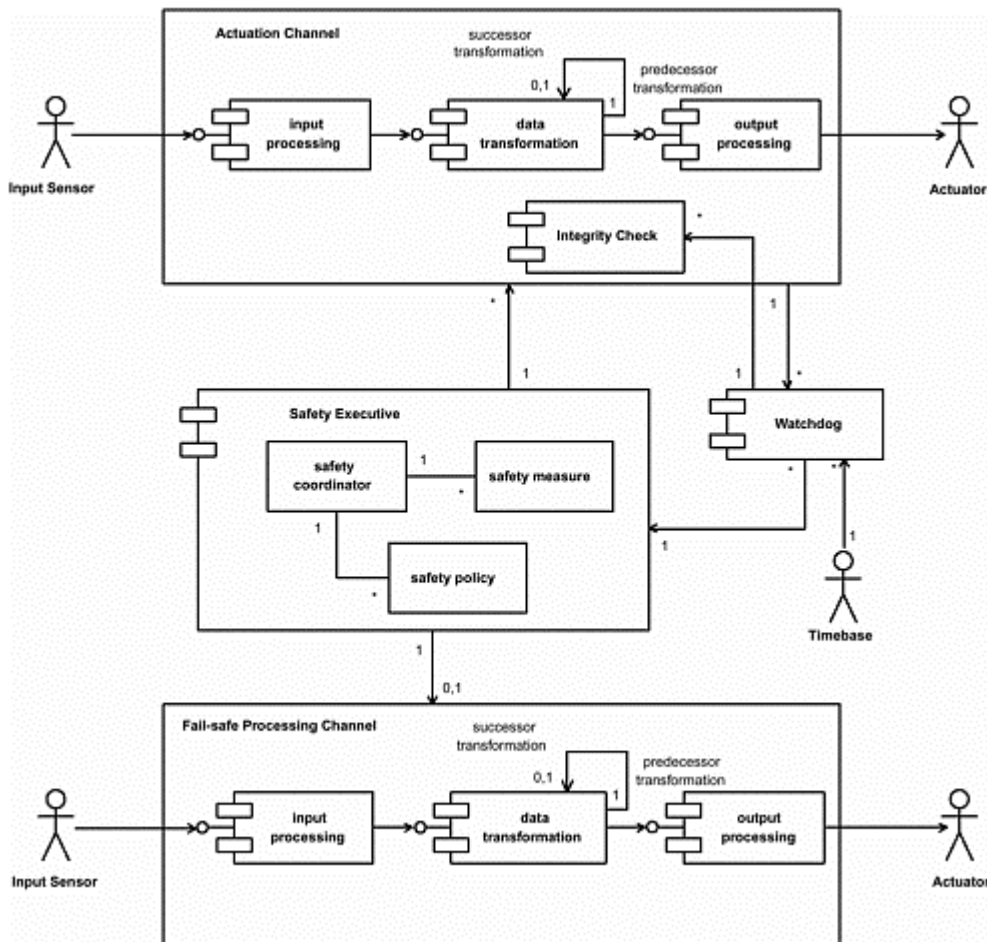 Actuation Channel
successor
transformation
predecessor
transformation
0,1
1
input
processing
data
transformation
output
processing
Input Sensor
Actuator
Integrity Check
*
*
1
1
1
*
Safety Executive
Watchdog
safety
coordinator
1
*
safety measure
*
*
1
safety policy
*
1
1
Timebase
1
0,1
Fail-safe Processing Channel
successor
transformation
predecessor
transformation
0,1
1
input
processing
data
transformation
output
processing
Input Sensor
Actuator